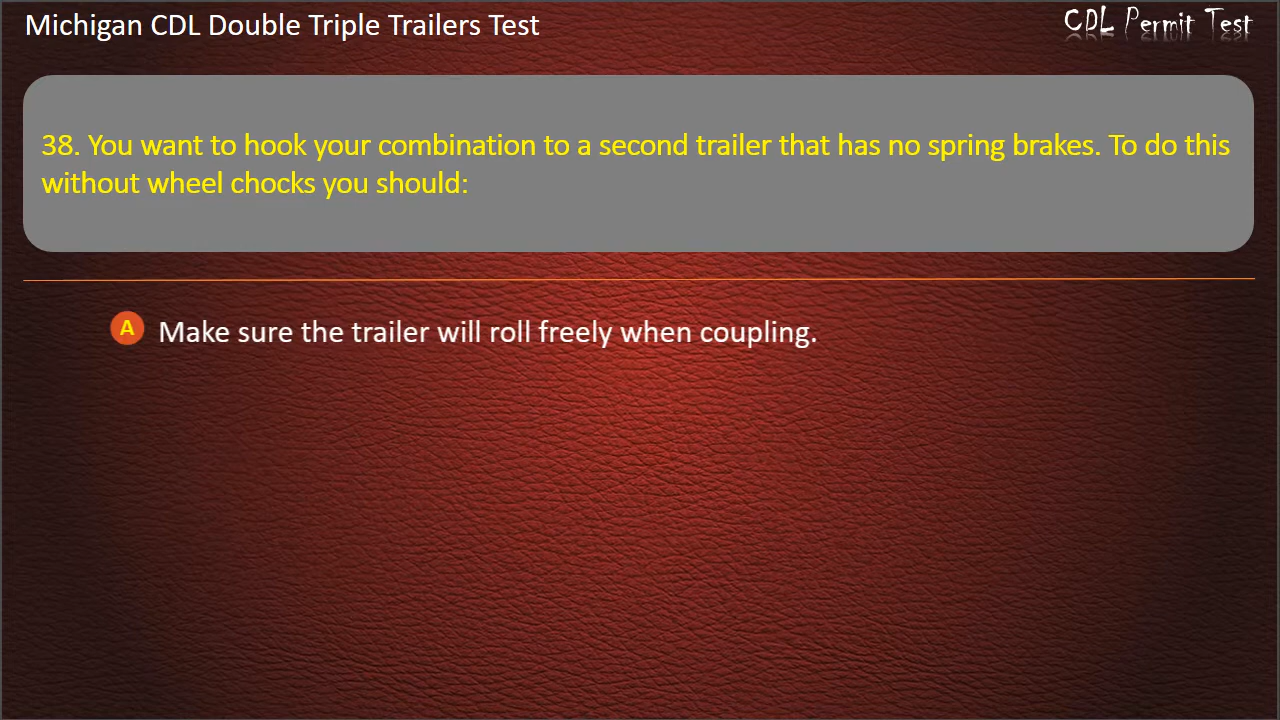 Michigan CDL Double Triple Trailers Test
CDL Permit Test
38. You want to hook your combination to a second trailer that has no spring brakes. To do this
without wheel chocks you should:
A Make sure the trailer will roll freely when coupling.